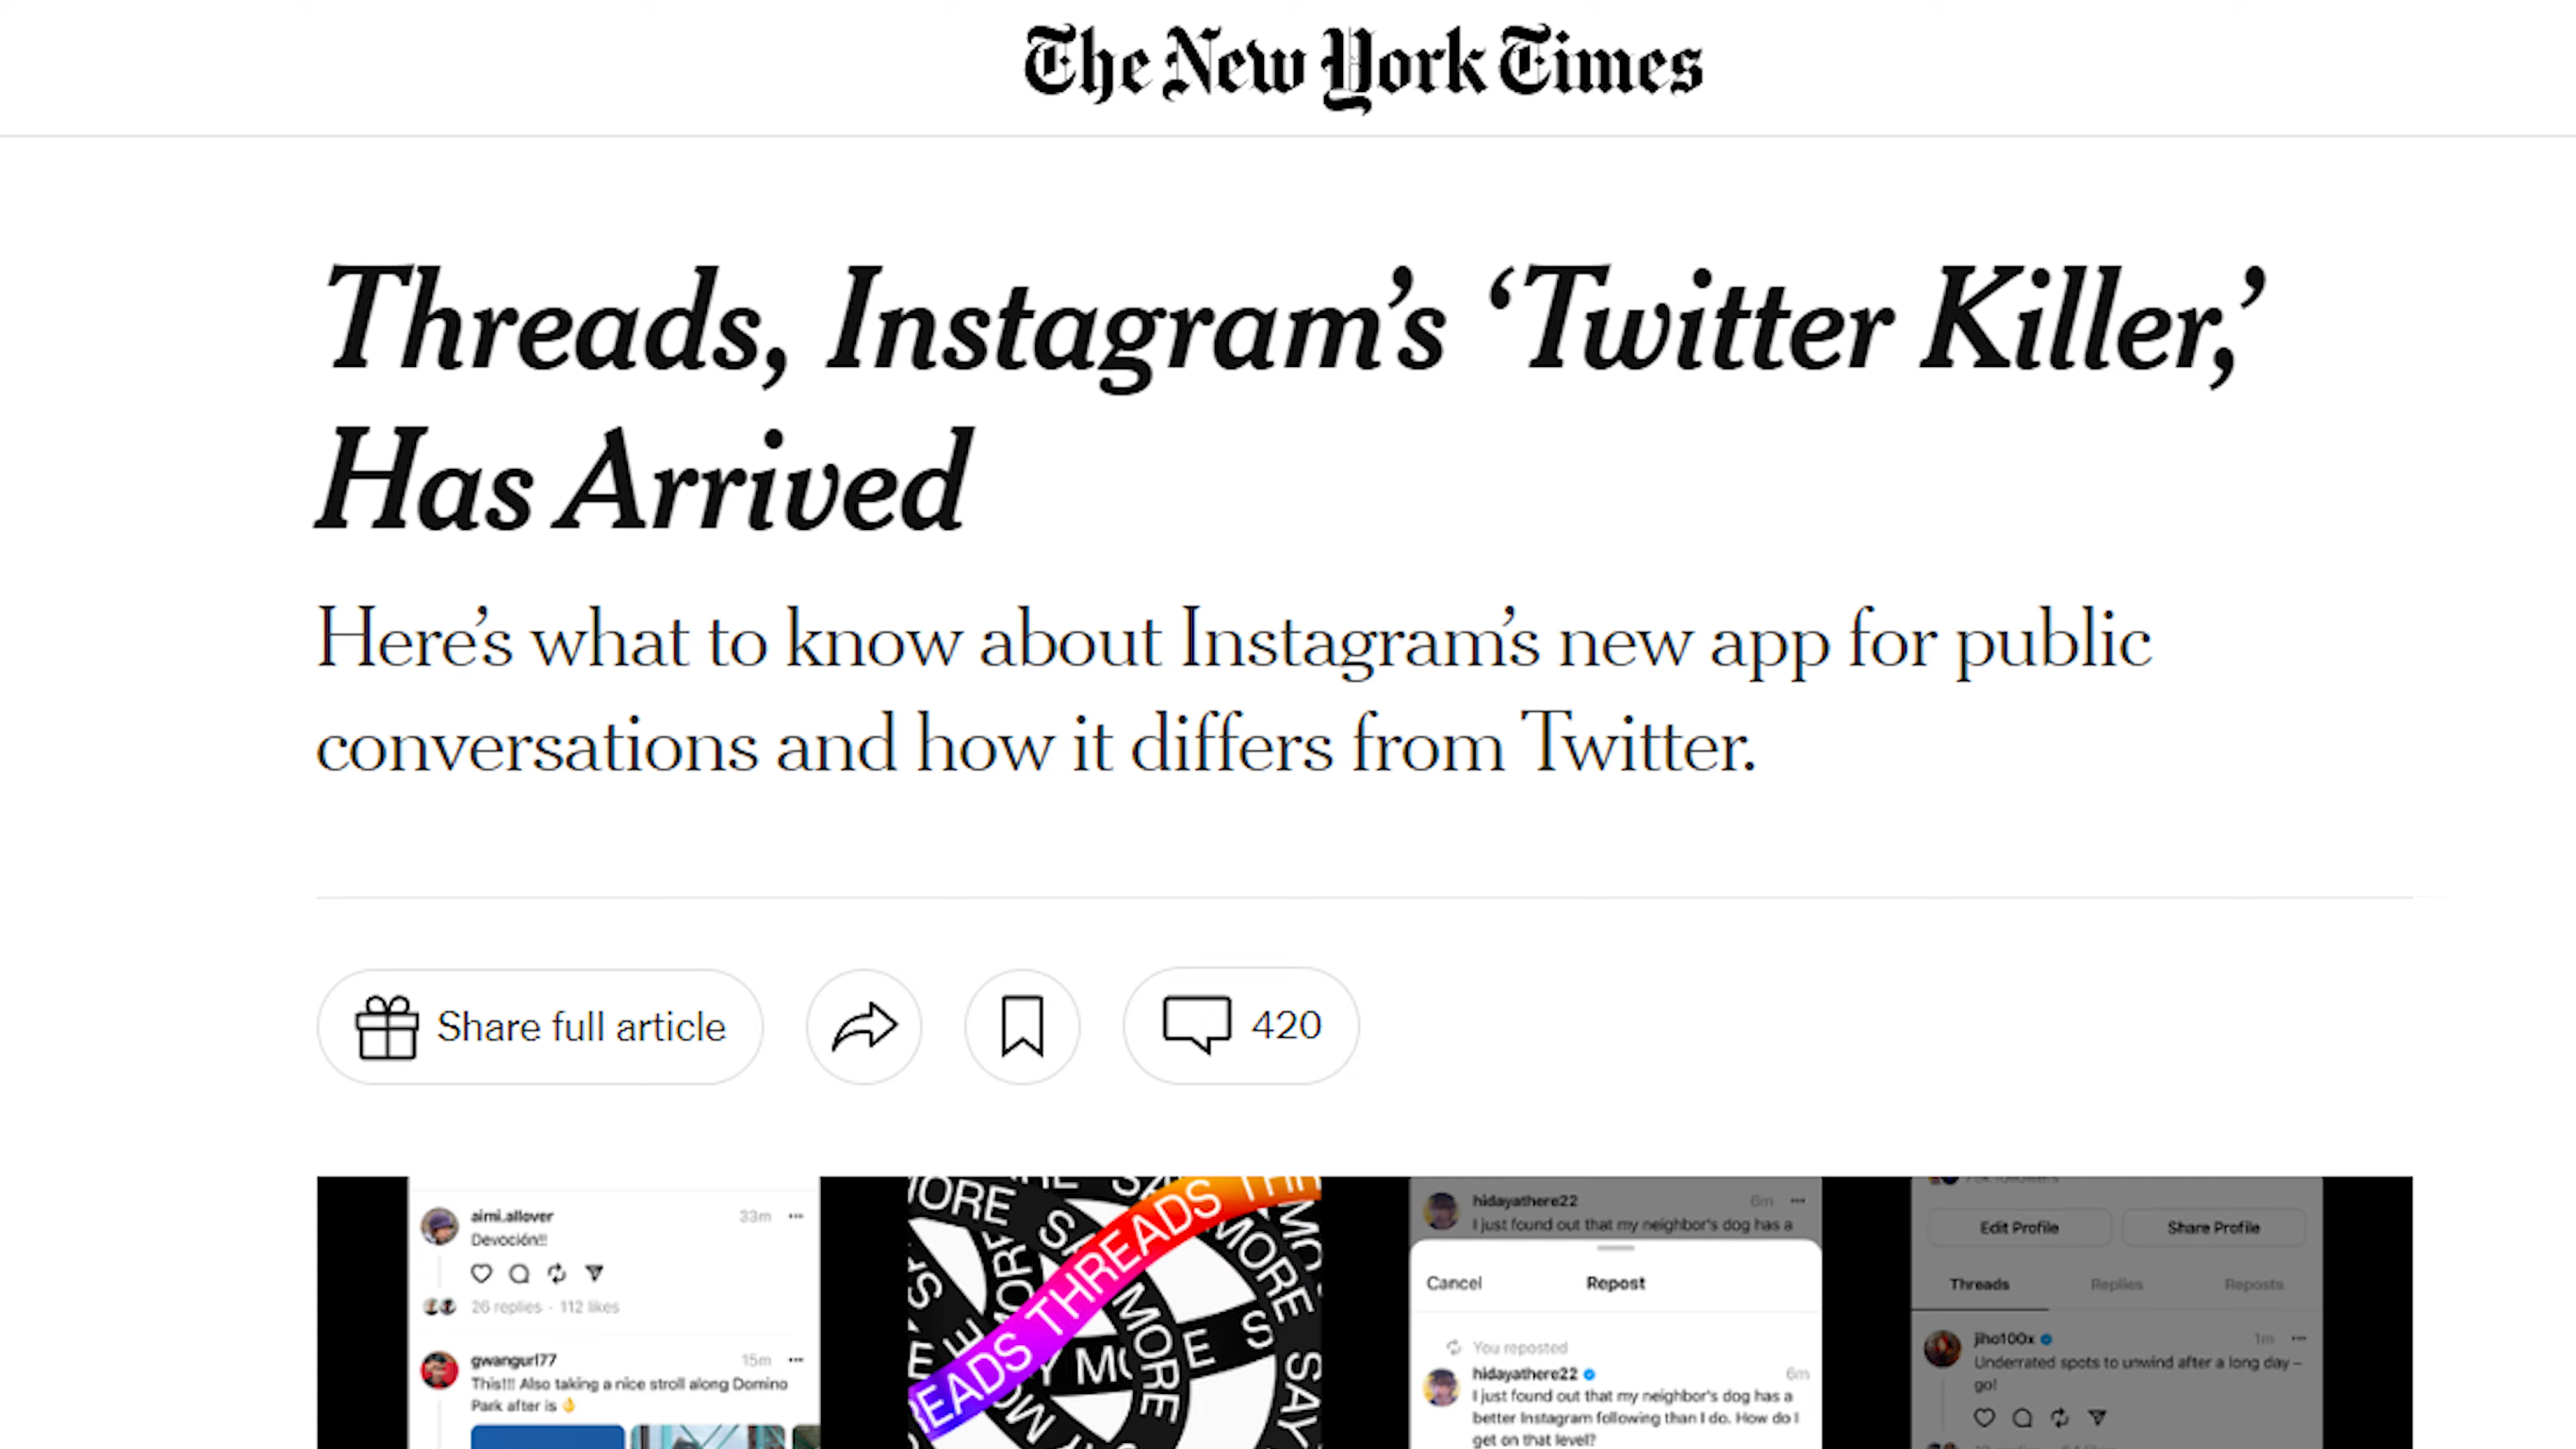 The New York Times
Threads, Instagram’s ‘Twitter Killer,’
Has Arrived
Here’s what to know about Instagram’s new app for public
conversations and how it differs from Twitter.
Share full article
420
aimi.allover 33m
Devoción!!
26 replies · 112 likes
gwangurl77 15m
This!!! Also taking a nice stroll along Domino
Park after is 👌
THREADS
MORE
SAY
hidayathere22 6m
I just found out that my neighbor's dog has a
Cancel Repost
You reposted
hidayathere22 6m
I just found out that my neighbor's dog has a
better Instagram following than I do. How do I
get on that level?
Edit Profile Share Profile
Threads Replies Reposts
jiho100x 1m
Underrated spots to unwind after a long day –
go!